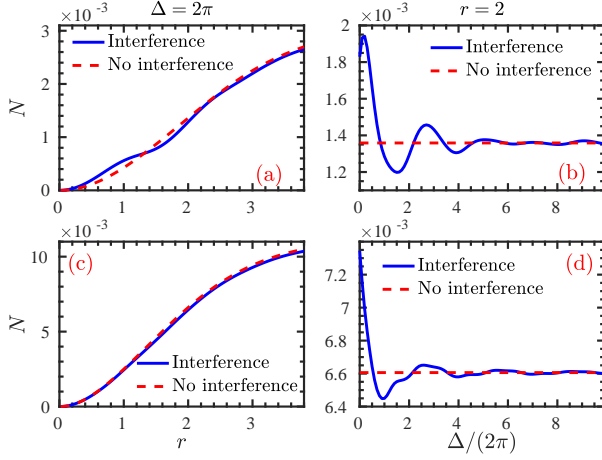 Δ = 2π
r = 2
×10⁻³
Interference
No interference
N
3
2
1
0
0 1 2 3
(a)
×10⁻³
Interference
No interference
2
1.8
1.6
1.4
1.2
0 2 4 6 8
(b)
×10⁻³
(c)
Interference
No interference
N
10
5
0
0 1 2 3
r
×10⁻³
(d)
Interference
No interference
7.2
7
6.8
6.6
6.4
0 2 4 6 8
Δ/(2π)